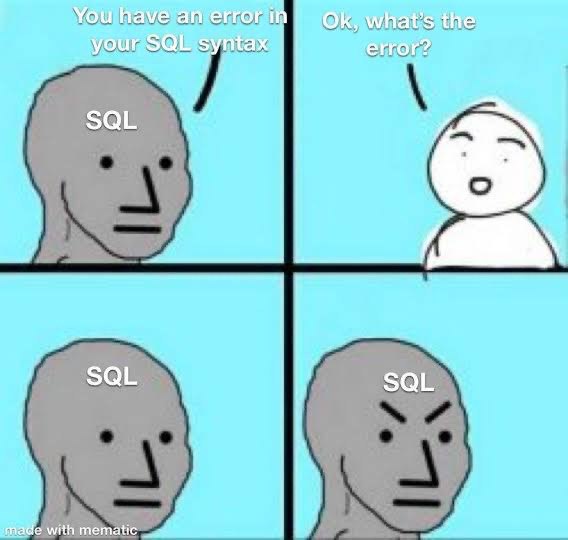 You have an error in
your SQL syntax
SQL
Ok, what's the
error?
SQL
SQL
made with mematic